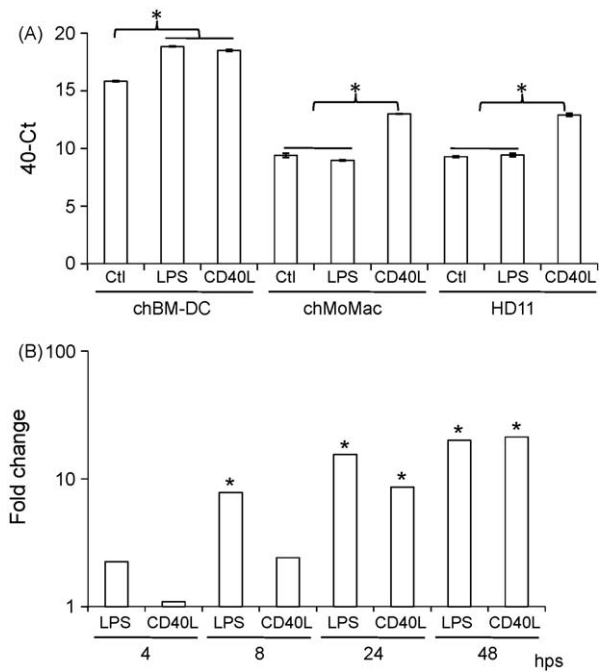 (A)
20
*
*
*
15
40-Ct
10
5
0
Ctl LPS CD40L Ctl LPS CD40L Ctl LPS CD40L
chBM-DC chMoMac HD11
(B)
100
* *
*
*
*
Fold change
10
1
LPS CD40L LPS CD40L LPS CD40L LPS CD40L
4 8 24 48 hps